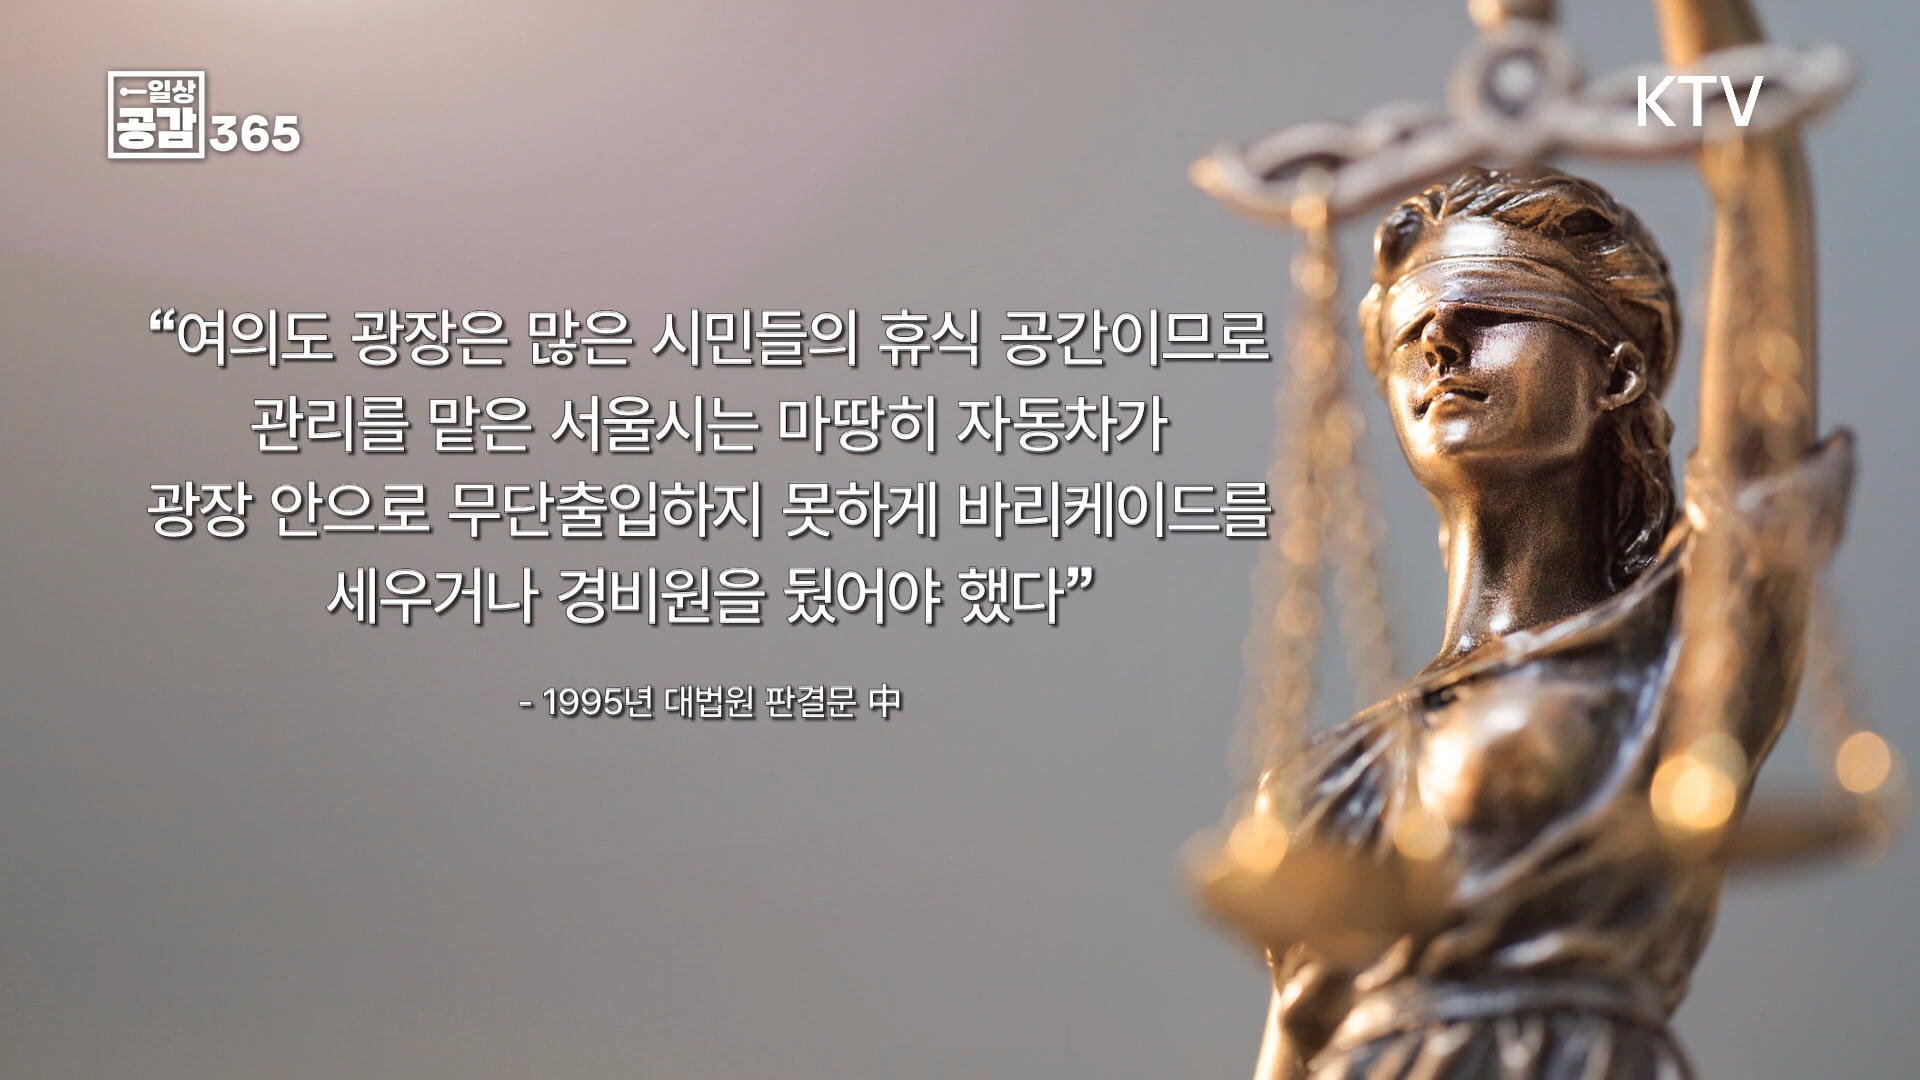 일상
공감 365
KTV
“여의도 광장은 많은 시민들의 휴식 공간이므로
관리를 맡은 서울시는 마땅히 자동차가
광장 안으로 무단출입하지 못하게 바리케이드를
세우거나 경비원을 뒀어야 했다”
- 1995년 대법원 판결문 中